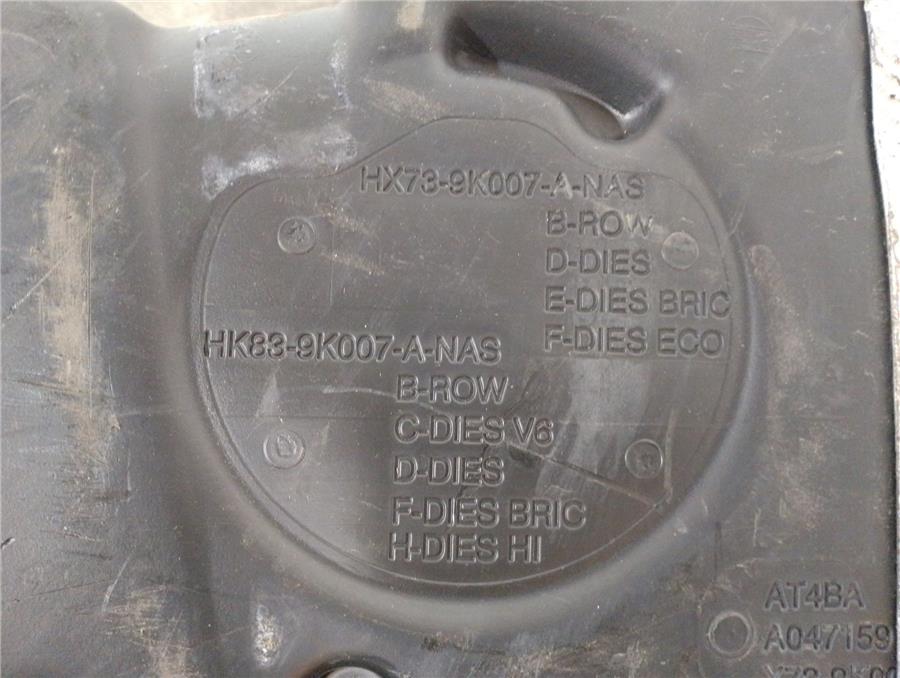 HX73-9K007-A-NAS
B-ROW
D-DIES
E-DIES BRIC
F-DIES ECO
HK83-9K007-A-NAS
B-ROW
C-DIES V6
D-DIES
F-DIES BRIC
H-DIES HI
AT4BA
A047159